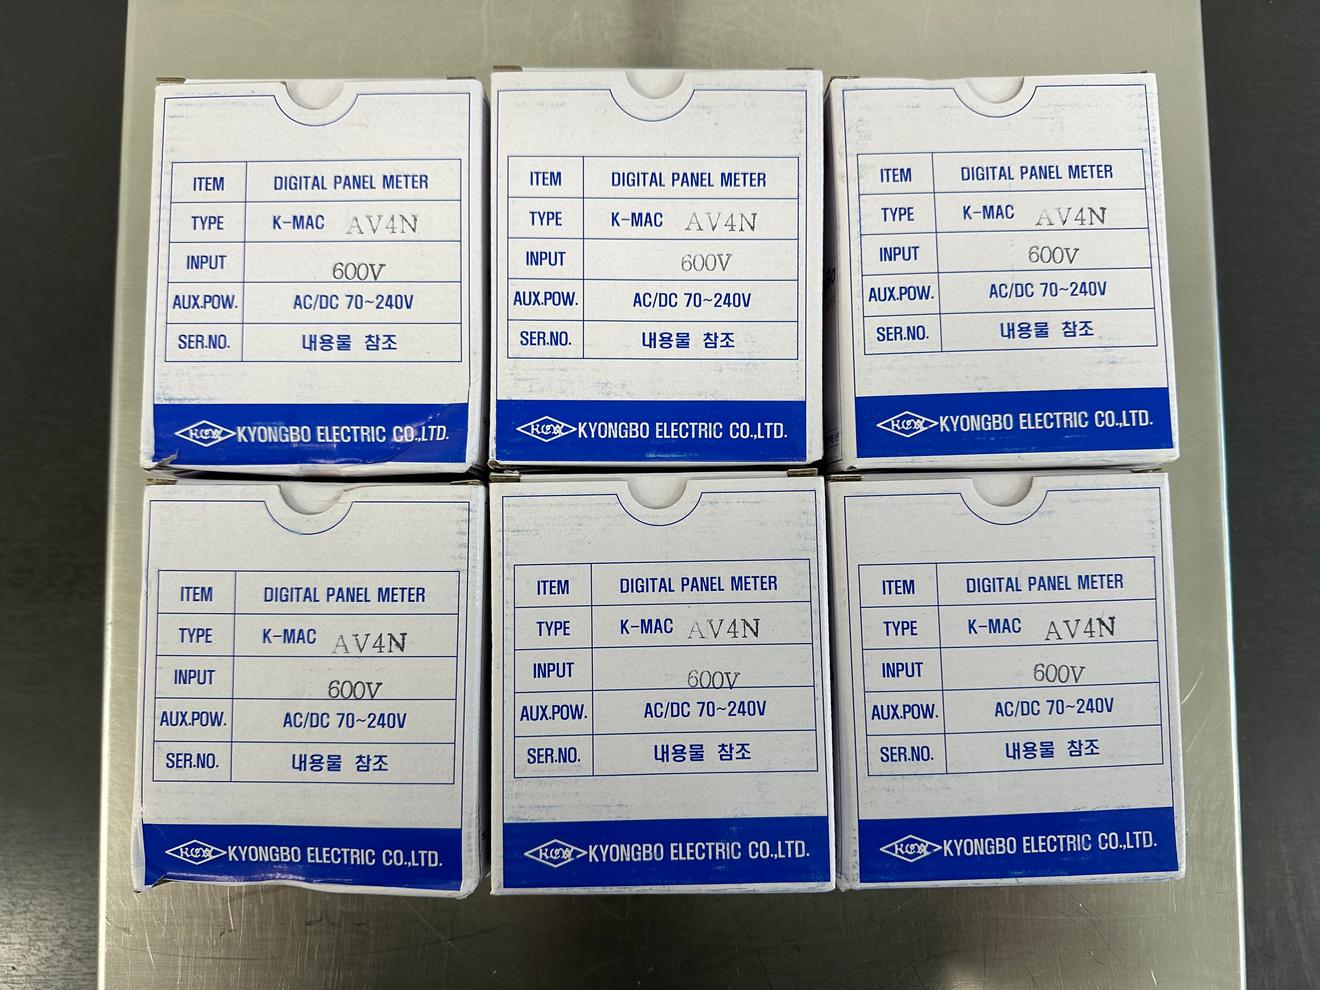 ITEM DIGITAL PANEL METER
TYPE K-MAC AV4N
INPUT 600V
AUX.POW. AC/DC 70~240V
SER.NO. 내용물 참조
KYONGBO ELECTRIC CO.,LTD.
ITEM DIGITAL PANEL METER
TYPE K-MAC AV4N
INPUT 600V
AUX.POW. AC/DC 70~240V
SER.NO. 내용물 참조
KYONGBO ELECTRIC CO.,LTD.
ITEM DIGITAL PANEL METER
TYPE K-MAC AV4N
INPUT 600V
AUX.POW. AC/DC 70~240V
SER.NO. 내용물 참조
KYONGBO ELECTRIC CO.,LTD.
ITEM DIGITAL PANEL METER
TYPE K-MAC AV4N
INPUT 600V
AUX.POW. AC/DC 70~240V
SER.NO. 내용물 참조
KYONGBO ELECTRIC CO.,LTD.
ITEM DIGITAL PANEL METER
TYPE K-MAC AV4N
INPUT 600V
AUX.POW. AC/DC 70~240V
SER.NO. 내용물 참조
KYONGBO ELECTRIC CO.,LTD.
ITEM DIGITAL PANEL METER
TYPE K-MAC AV4N
INPUT 600V
AUX.POW. AC/DC 70~240V
SER.NO. 내용물 참조
KYONGBO ELECTRIC CO.,LTD.